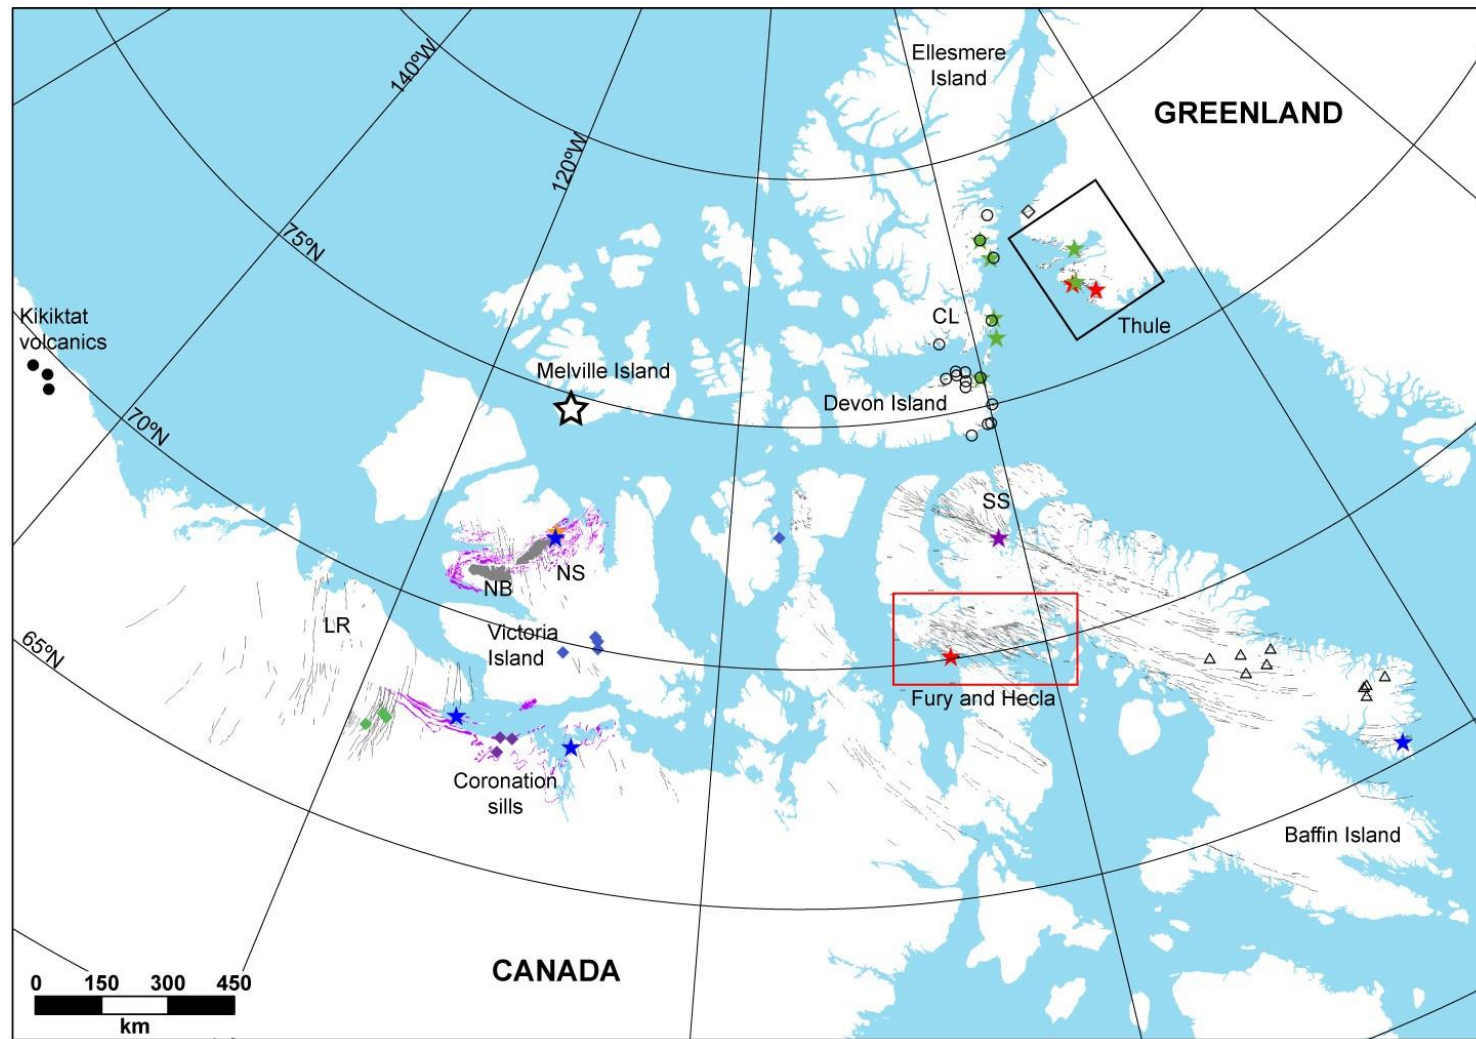 Ellesmere
Island
GREENLAND
140ºW
120ºW
75ºN
Kikiktat
volcanics
CL
Thule
Melville Island
Devon Island
70ºN
SS
NS
NB
LR
Victoria
Island
65ºN
Fury and Hecla
Coronation
sills
Baffin Island
CANADA
0 150 300 450
km